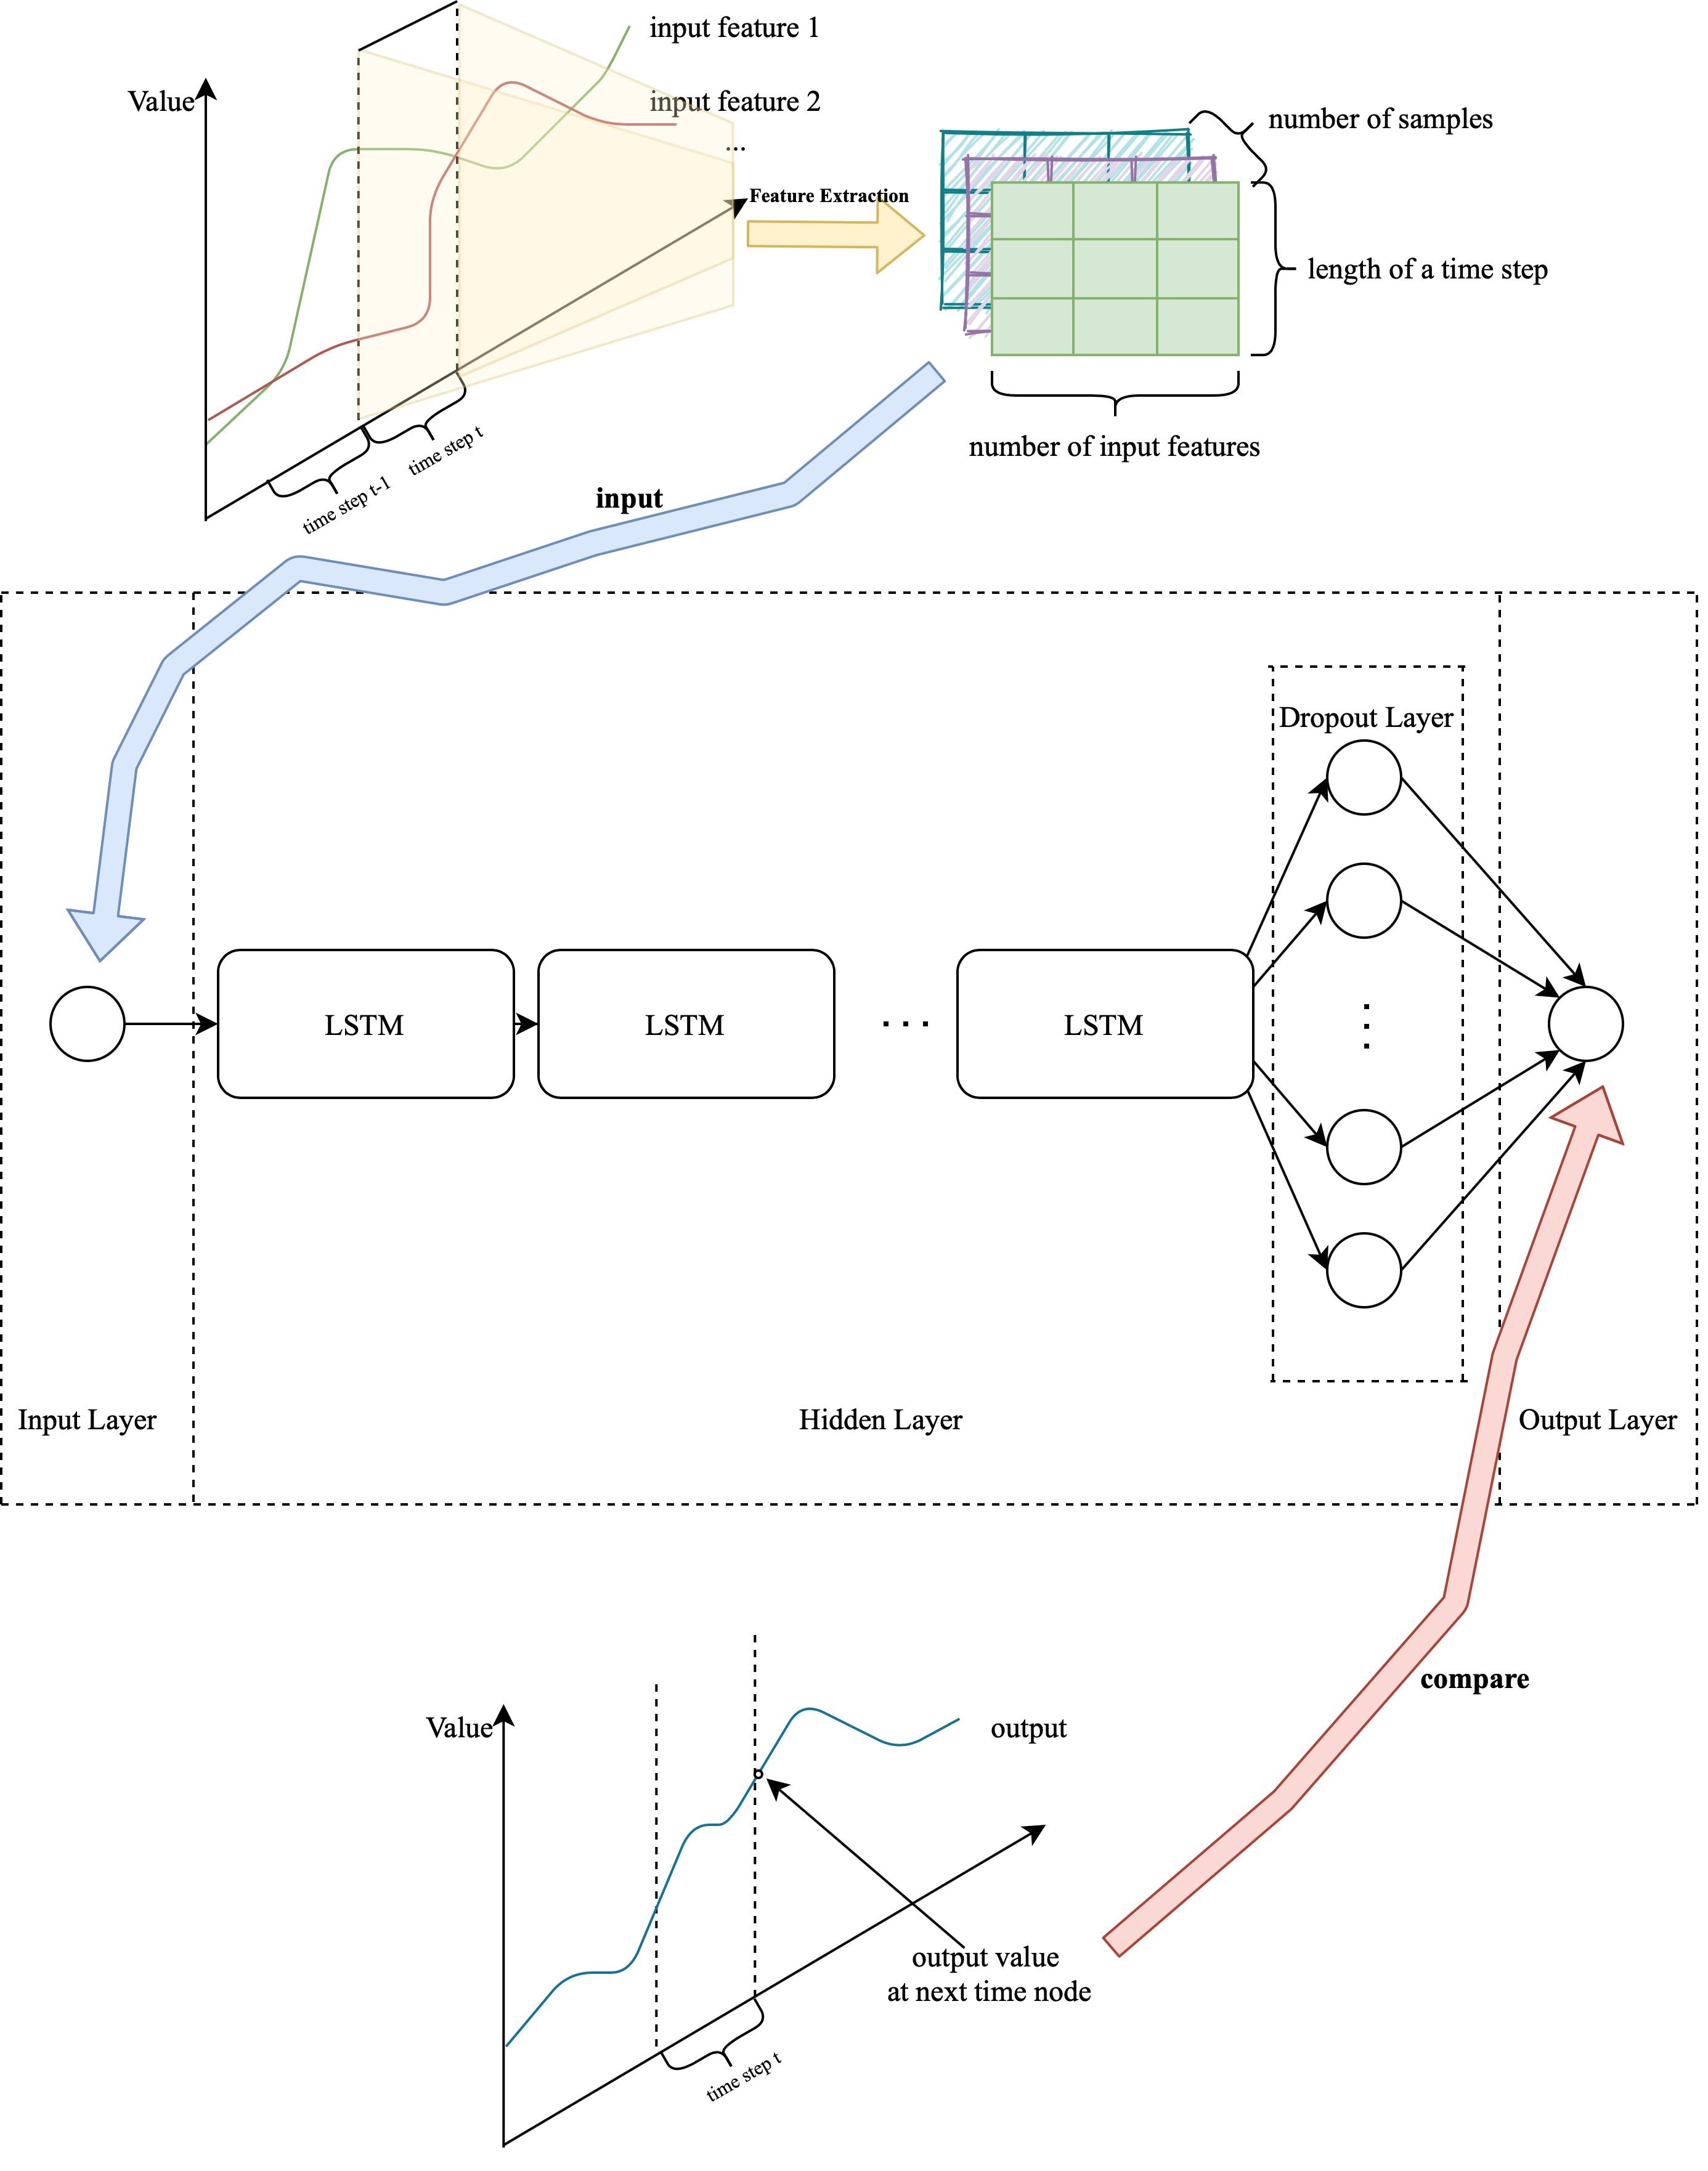 input feature 1
Value
input feature 2
...
number of samples
Feature Extraction
length of a time step
time step t
time step t-1
number of input features
input
Dropout Layer
LSTM
LSTM
. . .
LSTM
Input Layer
Hidden Layer
Output Layer
compare
Value
output
output value
at next time node
time step t